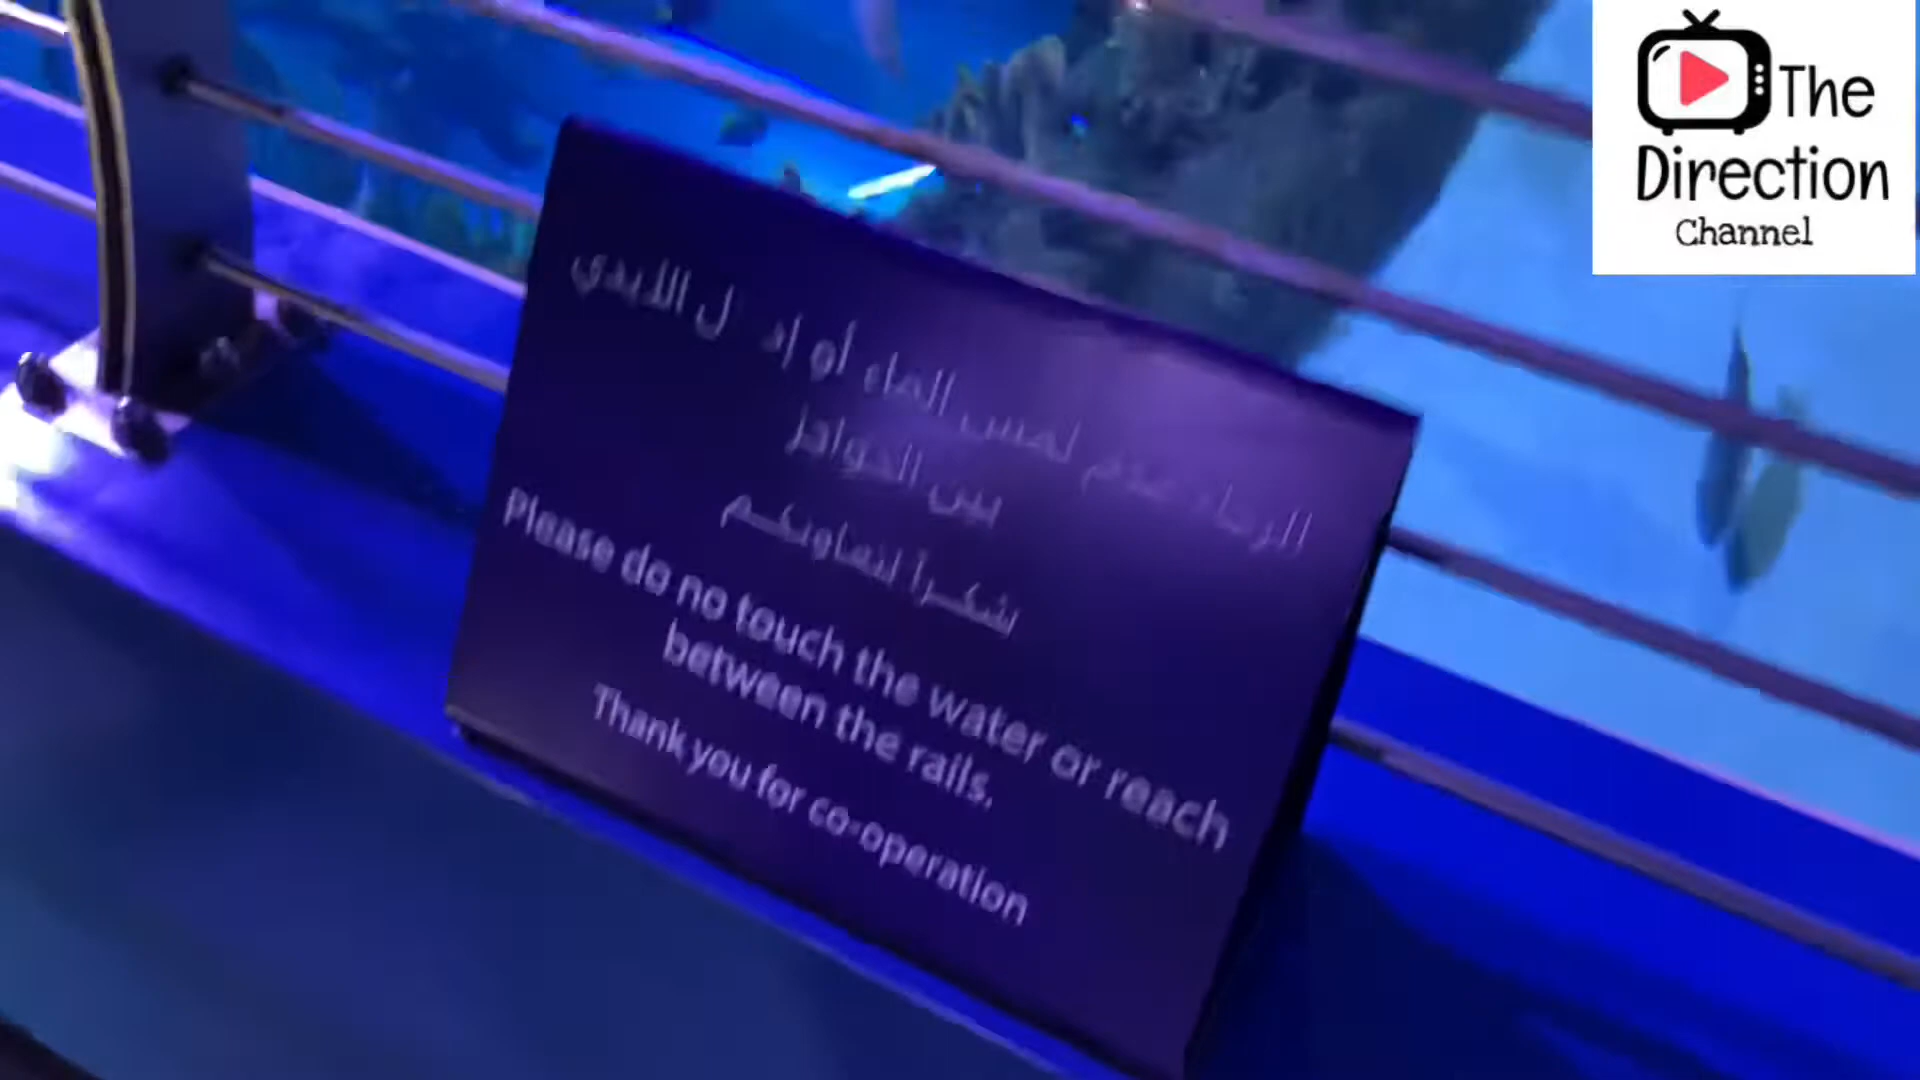 الرجاء عدم لمس الماء أو إد ل الايدي
بين الحواجز
شكراً لتعاونكم
Please do no touch the water or reach
between the rails.
Thank you for co-operation
The
Direction
Channel